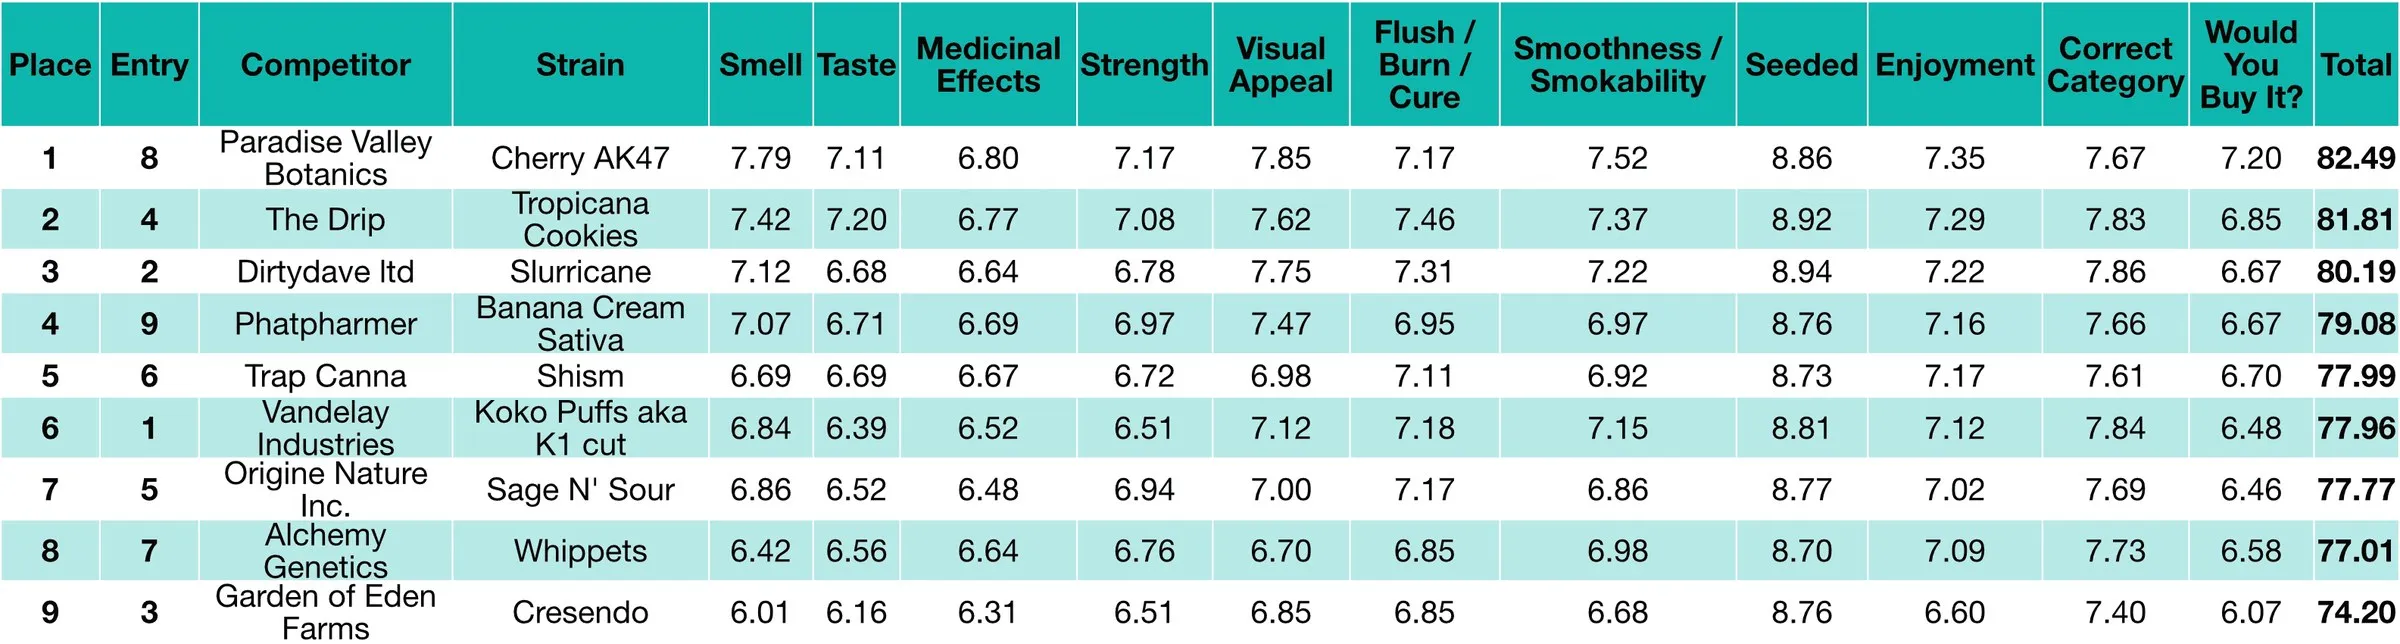 Place Entry Competitor Strain Smell Taste Medicinal Effects Strength Visual Appeal Flush / Burn / Cure Smoothness / Smokability Seeded Enjoyment Correct Category Would You Buy It? Total
1 8 Paradise Valley Botanics Cherry AK47 7.79 7.11 6.80 7.17 7.85 7.17 7.52 8.86 7.35 7.67 7.20 82.49
2 4 The Drip Tropicana Cookies 7.42 7.20 6.77 7.08 7.62 7.46 7.37 8.92 7.29 7.83 6.85 81.81
3 2 Dirtydave ltd Slurricane 7.12 6.68 6.64 6.78 7.75 7.31 7.22 8.94 7.22 7.86 6.67 80.19
4 9 Phatpharmer Banana Cream Sativa 7.07 6.71 6.69 6.97 7.47 6.95 6.97 8.76 7.16 7.66 6.67 79.08
5 6 Trap Canna Shism 6.69 6.69 6.67 6.72 6.98 7.11 6.92 8.73 7.17 7.61 6.70 77.99
6 1 Vandelay Industries Koko Puffs aka K1 cut 6.84 6.39 6.52 6.51 7.12 7.18 7.15 8.81 7.12 7.84 6.48 77.96
7 5 Origine Nature Inc. Sage N' Sour 6.86 6.52 6.48 6.94 7.00 7.17 6.86 8.77 7.02 7.69 6.46 77.77
8 7 Alchemy Genetics Whippets 6.42 6.56 6.64 6.76 6.70 6.85 6.98 8.70 7.09 7.73 6.58 77.01
9 3 Garden of Eden Farms Cresendo 6.01 6.16 6.31 6.51 6.85 6.85 6.68 8.76 6.60 7.40 6.07 74.20